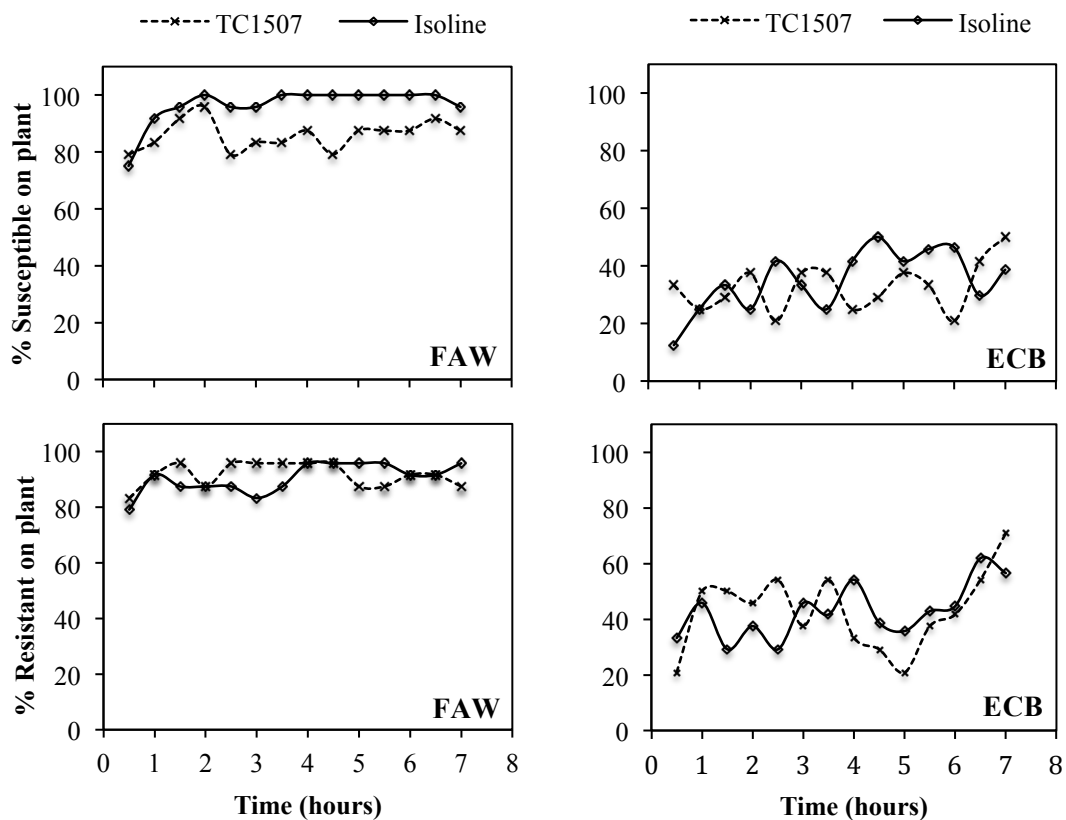 TC1507 Isoline
TC1507 Isoline
% Susceptible on plant
100
80
60
40
20
0
FAW
100
80
60
40
20
0
ECB
% Resistant on plant
100
80
60
40
20
0
FAW
0 1 2 3 4 5 6 7 8
Time (hours)
100
80
60
40
20
0
ECB
0 1 2 3 4 5 6 7 8
Time (hours)